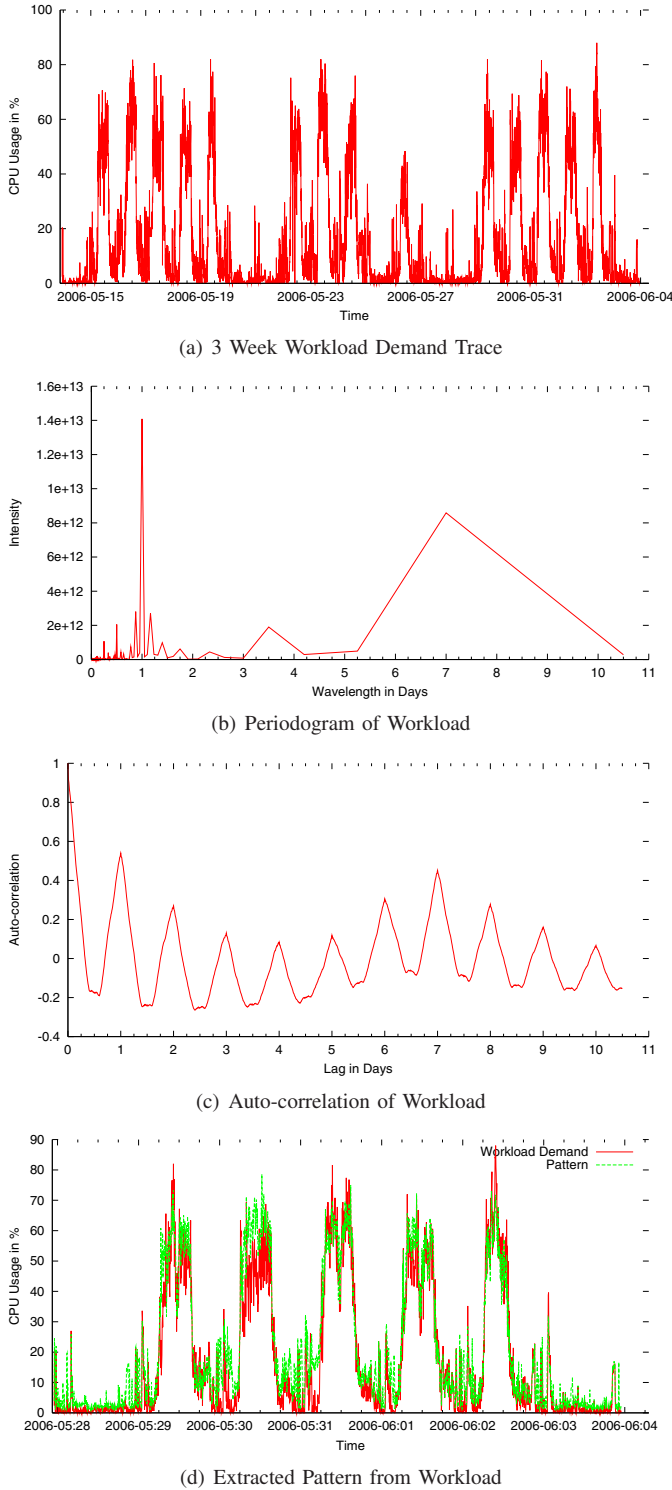 100
80
60
40
20
0
CPU Usage in %
2006-05-15 2006-05-19 2006-05-23 2006-05-27 2006-05-31 2006-06-04
Time
(a) 3 Week Workload Demand Trace
1.6e+13
1.4e+13
1.2e+13
1e+13
8e+12
6e+12
4e+12
2e+12
0
Intensity
0 1 2 3 4 5 6 7 8 9 10 11
Wavelength in Days
(b) Periodogram of Workload
1
0.8
0.6
0.4
0.2
0
-0.2
-0.4
Auto-correlation
0 1 2 3 4 5 6 7 8 9 10 11
Lag in Days
(c) Auto-correlation of Workload
90
80
70
60
50
40
30
20
10
0
CPU Usage in %
Workload Demand
Pattern
2006-05-28 2006-05-29 2006-05-30 2006-05-31 2006-06-01 2006-06-02 2006-06-03 2006-06-04
Time
(d) Extracted Pattern from Workload